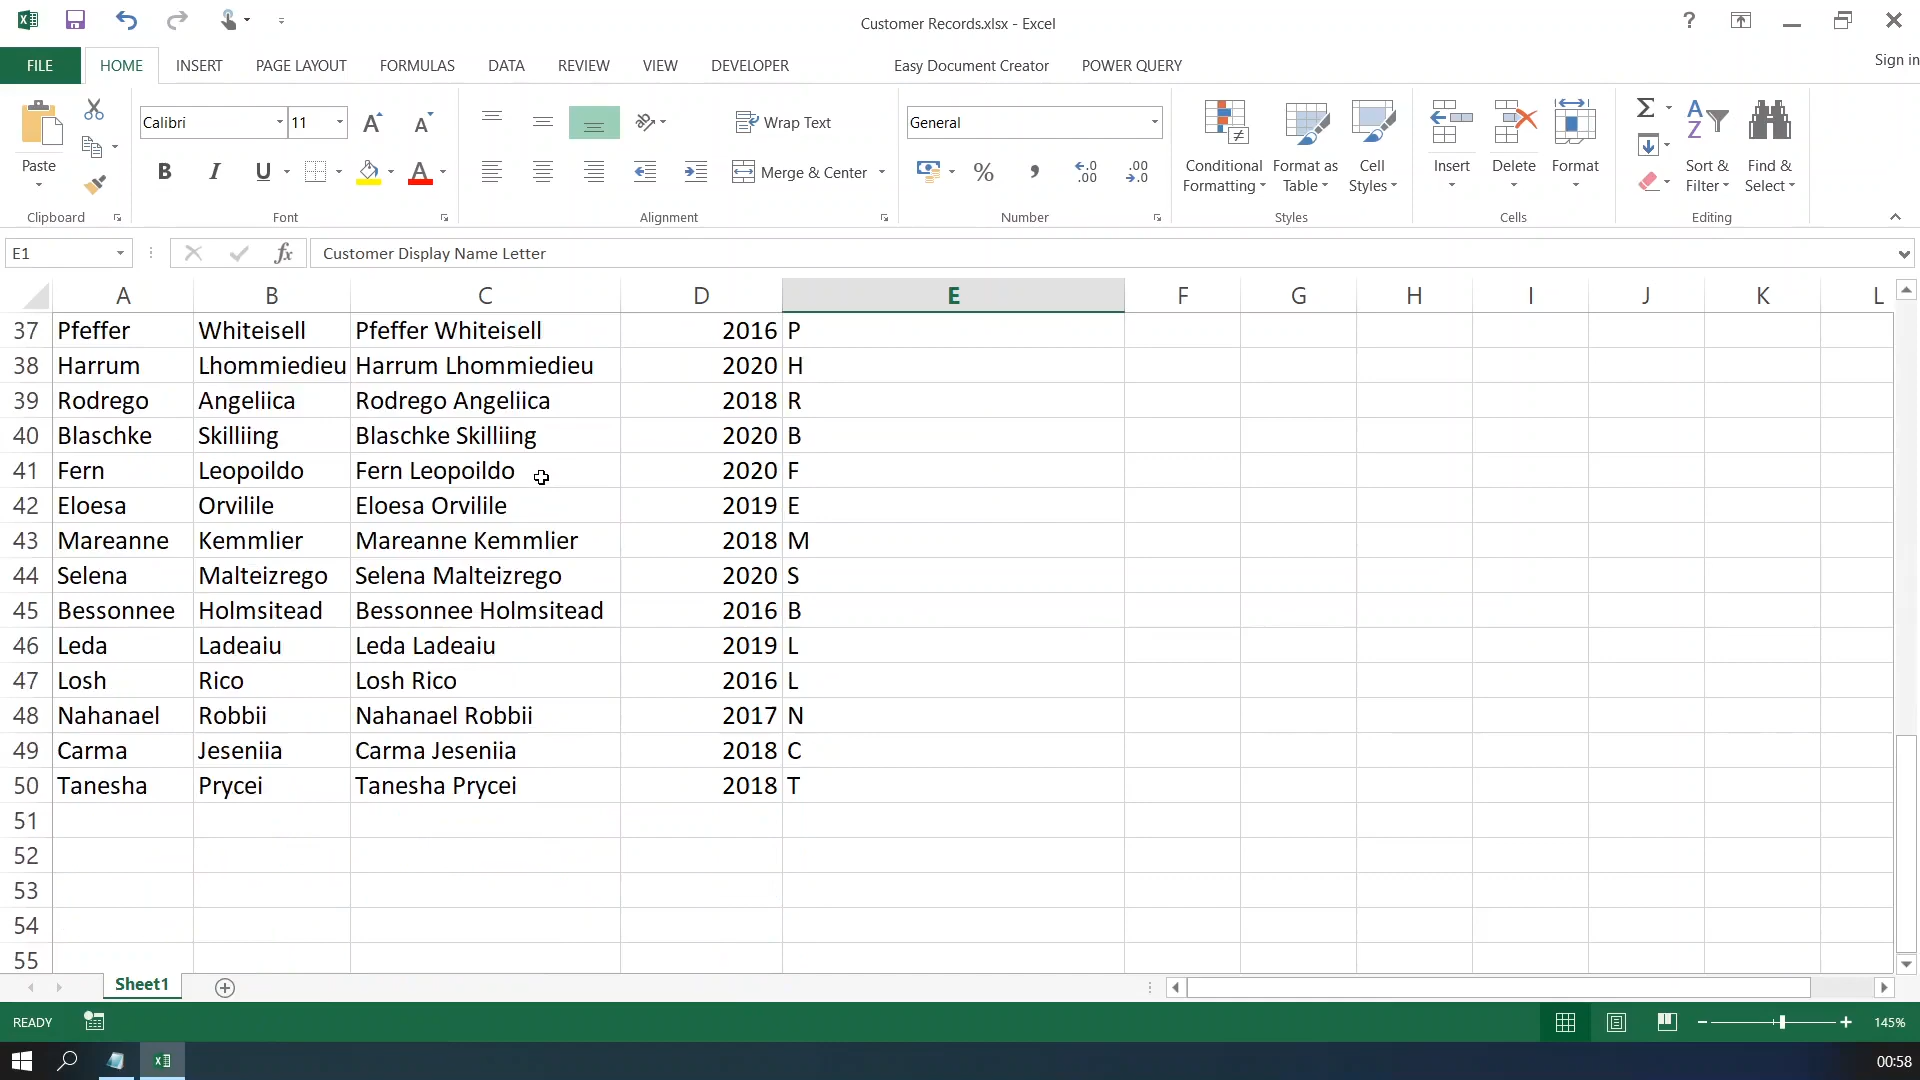 Customer Records.xlsx - Excel
?
FILE HOME INSERT PAGE LAYOUT FORMULAS DATA REVIEW VIEW DEVELOPER Easy Document Creator POWER QUERY Sign in
Calibri 11 Wrap Text General
Paste B I U A Merge & Center % , Conditional Formatting Format as Table Cell Styles Insert Delete Format Sort & Filter Find & Select
Clipboard Font Alignment Number Styles Cells Editing
E1 fx Customer Display Name Letter
A B C D E F G H I J K L
37 Pfeffer Whiteisell Pfeffer Whiteisell 2016 P
38 Harrum Lhommiedieu Harrum Lhommiedieu 2020 H
39 Rodrego Angeliica Rodrego Angeliica 2018 R
40 Blaschke Skilliing Blaschke Skilliing 2020 B
41 Fern Leopoildo Fern Leopoildo 2020 F
42 Eloesa Orvilile Eloesa Orvilile 2019 E
43 Mareanne Kemmlier Mareanne Kemmlier 2018 M
44 Selena Malteizrego Selena Malteizrego 2020 S
45 Bessonnee Holmsitead Bessonnee Holmsitead 2016 B
46 Leda Ladeaiu Leda Ladeaiu 2019 L
47 Losh Rico Losh Rico 2016 L
48 Nahanael Robbii Nahanael Robbii 2017 N
49 Carma Jeseniia Carma Jeseniia 2018 C
50 Tanesha Prycei Tanesha Prycei 2018 T
51
52
53
54
55
Sheet1
READY 145%
00:58